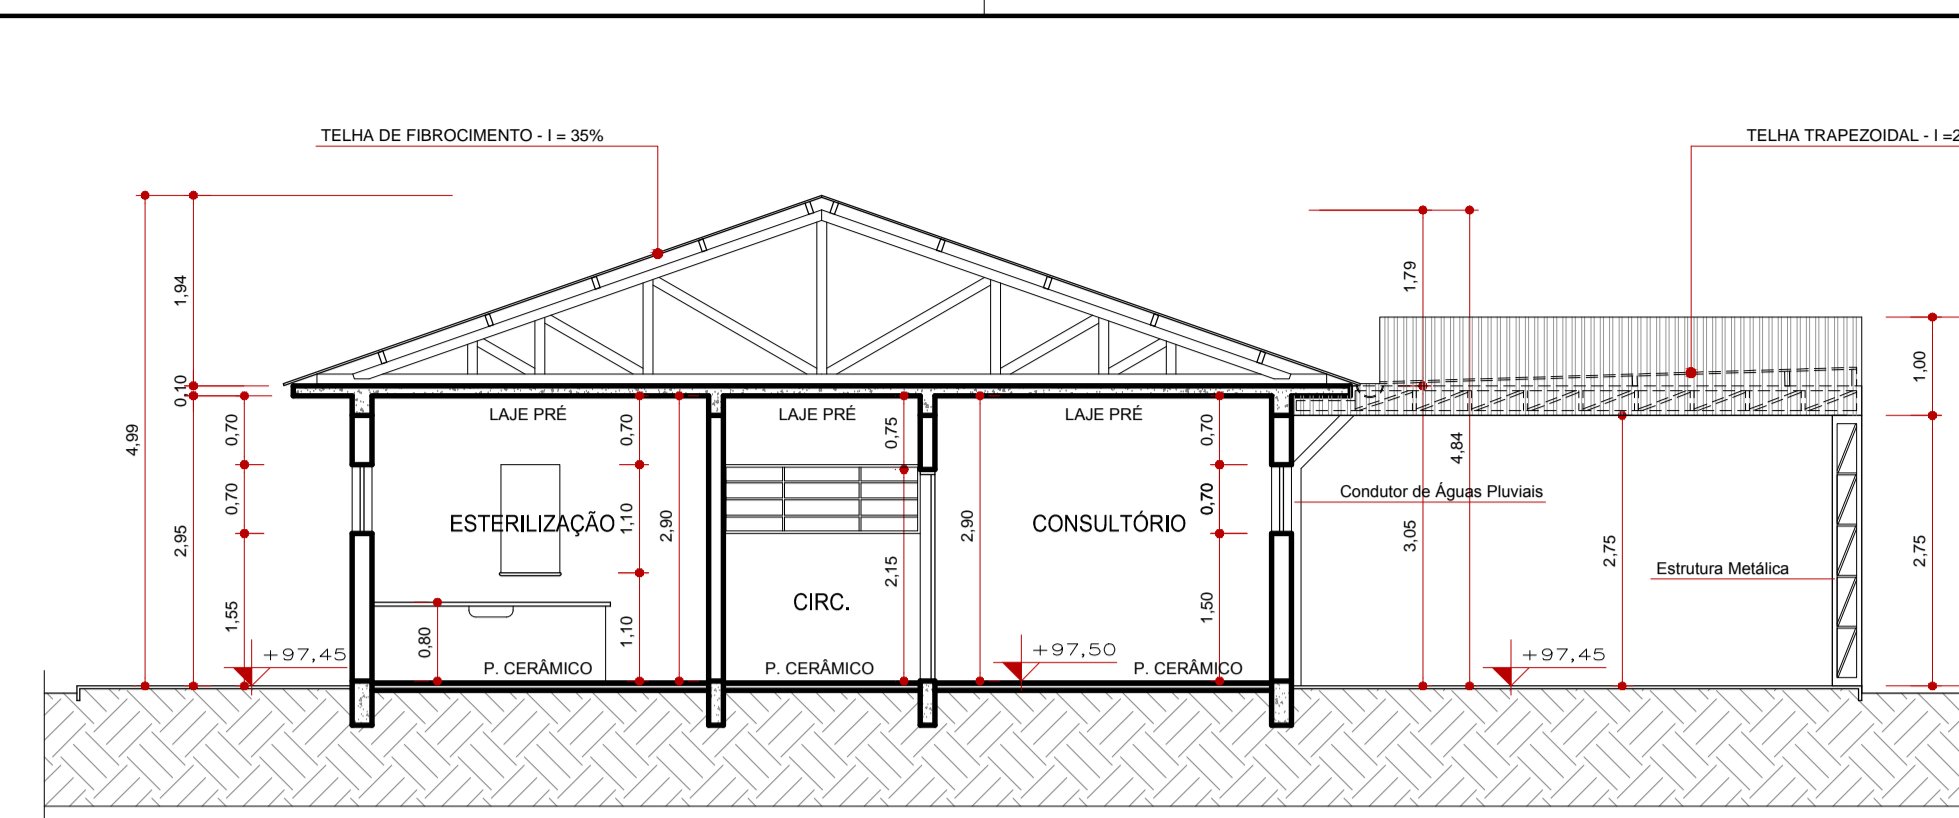 TELHA DE FIBROCIMENTO - I = 35%
TELHA TRAPEZOIDAL - I =2
1,94
0,10
4,99
2,95
0,70
0,70
1,55
+97,45
LAJE PRÉ
LAJE PRÉ
LAJE PRÉ
ESTERILIZAÇÃO
0,80
0,70
1,10
1,10
2,90
P. CERÂMICO
CIRC.
0,75
2,15
P. CERÂMICO
2,90
CONSULTÓRIO
+97,50
P. CERÂMICO
0,70
0,70
1,50
1,79
3,05
4,84
Condutor de Águas Pluviais
+97,45
2,75
Estrutura Metálica
1,00
2,75